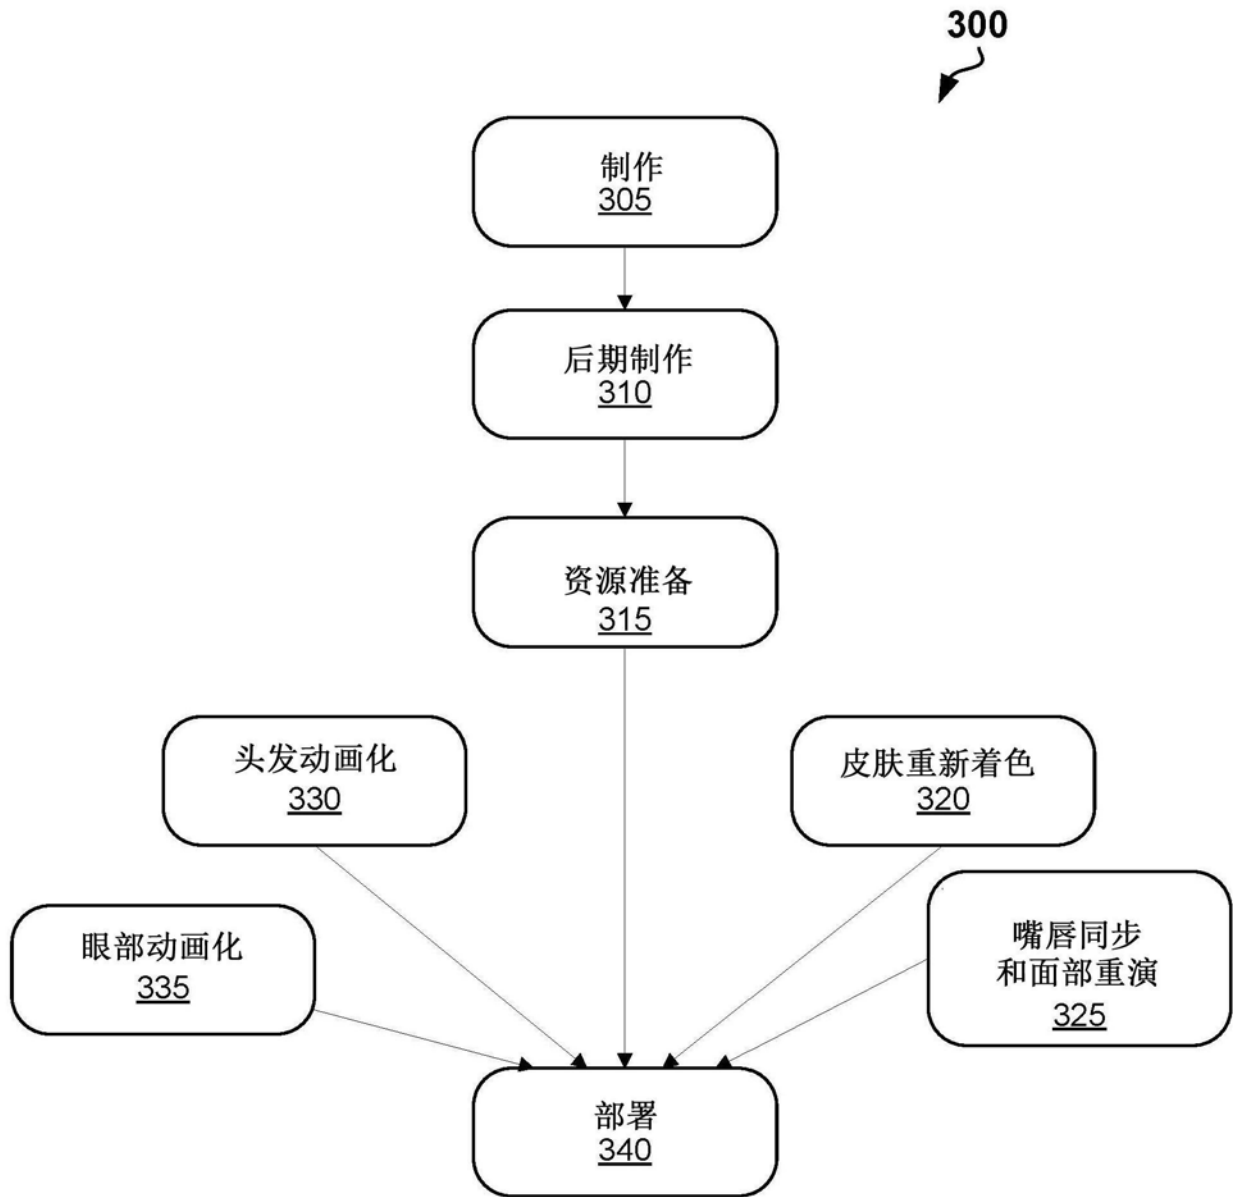 300
制作
305
后期制作
310
资源准备
315
头发动画化
330
皮肤重新着色
320
眼部动画化
335
嘴唇同步
和面部重演
325
部署
340